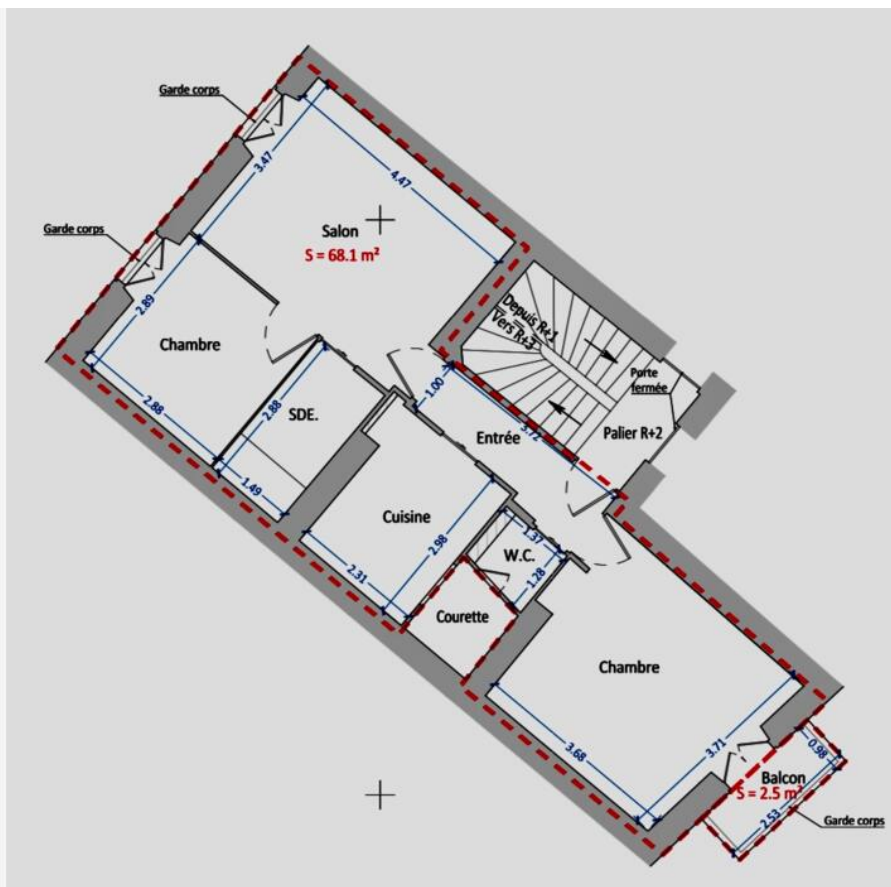 Garde corps
3.47
4.47
Salon
S = 68.1 m²
Garde corps
2.89
Depuis R+1
Vers R+3
Chambre
Porte
fermée
1.00
2.88
2.88
SDE.
Entrée
3.72
Palier R+2
1.49
Cuisine
2.98
1.37
W.C.
2.31
1.28
Courette
Chambre
3.68
3.71
0.98
Balcon
S = 2.5 m²
2.53
Garde corps